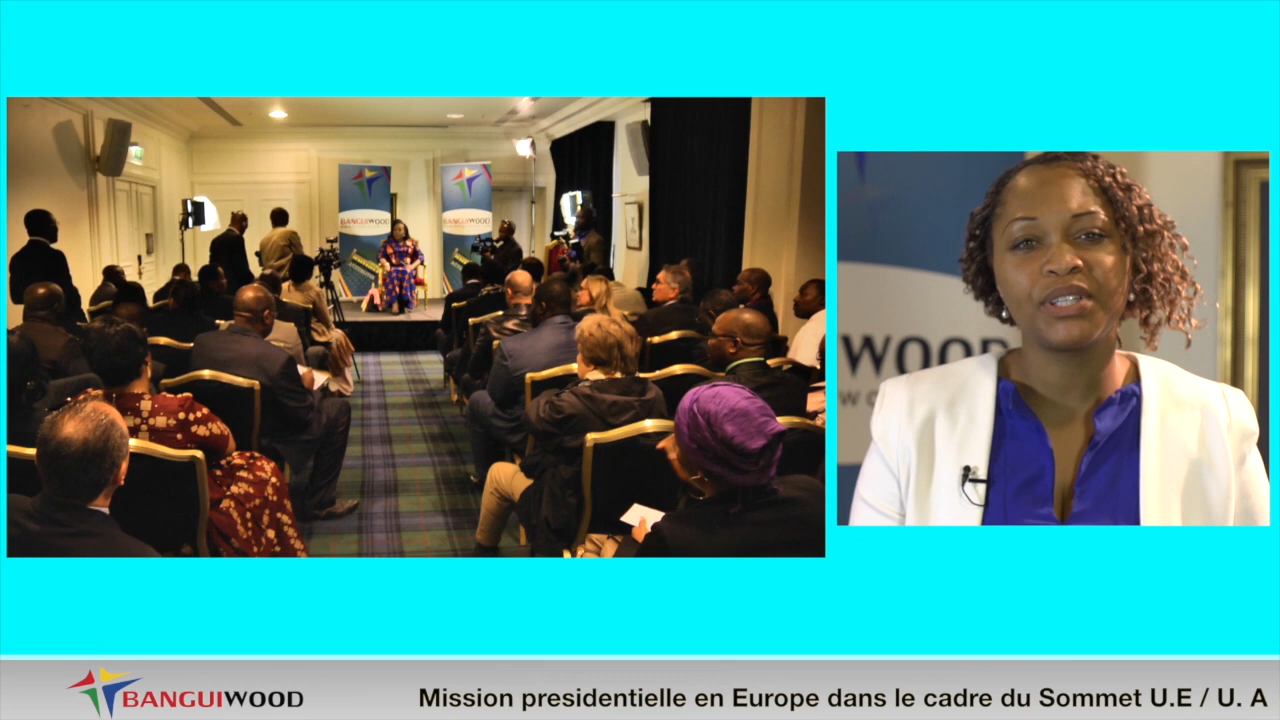 BANGUIWOOD
BANGUIWOOD
WOOD
BANGUIWOOD
Mission presidentielle en Europe dans le cadre du Sommet U.E / U. A